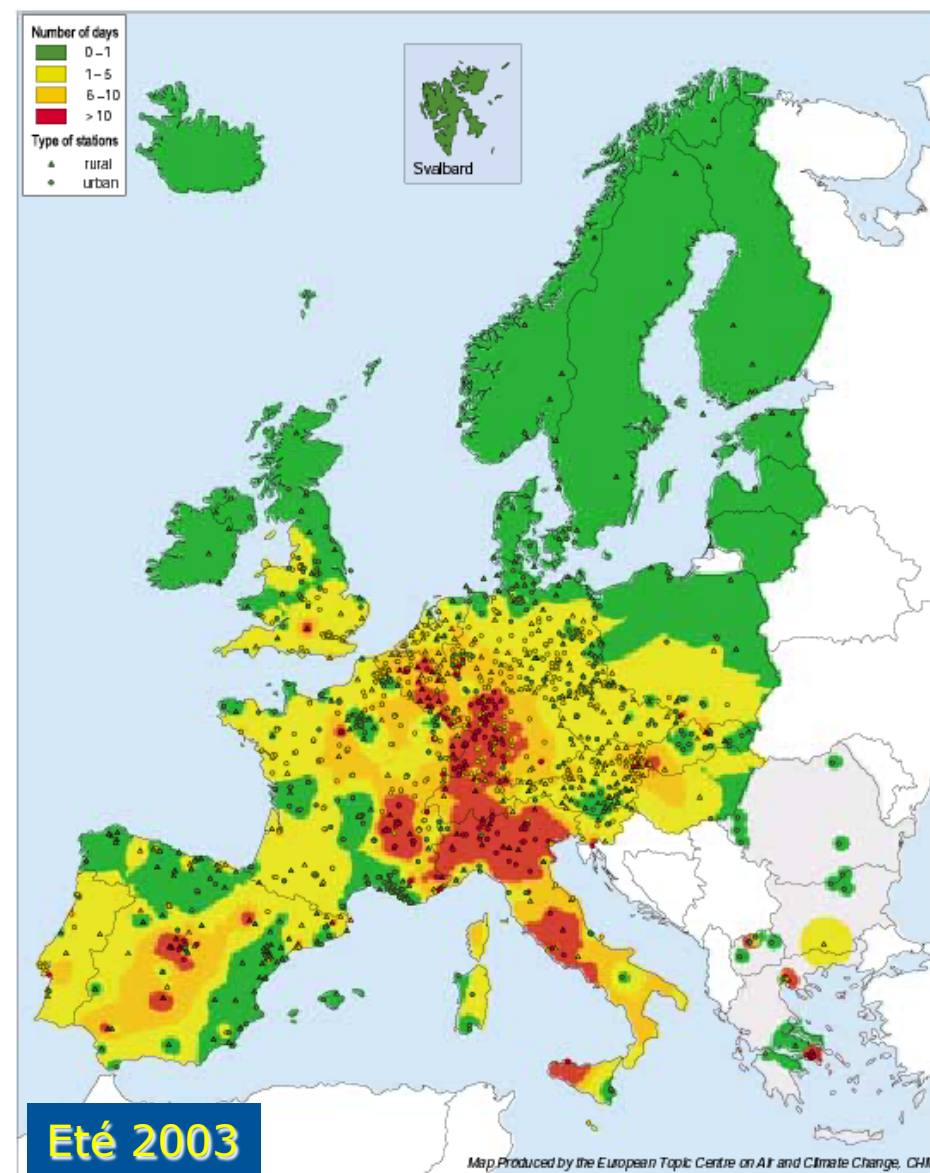 Number of days
0–1
1–5
6–10
> 10
Type of stations
rural
urban
Svalbard
Eté 2003
Map Produced by the European Topic Centre on Air and Climate Change, CHI